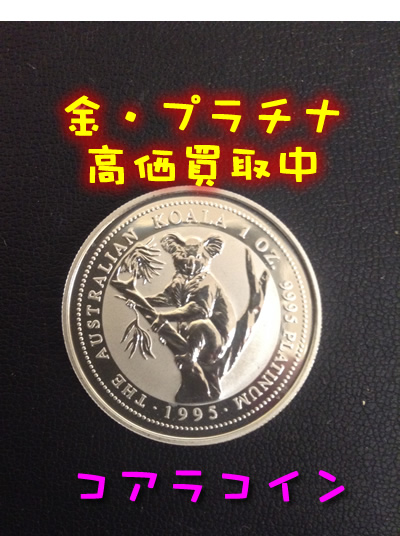 金・プラチナ
高価買取中
THE AUSTRALIAN KOALA 1 OZ. .9995 PLATINUM
・1995・
コアラコイン